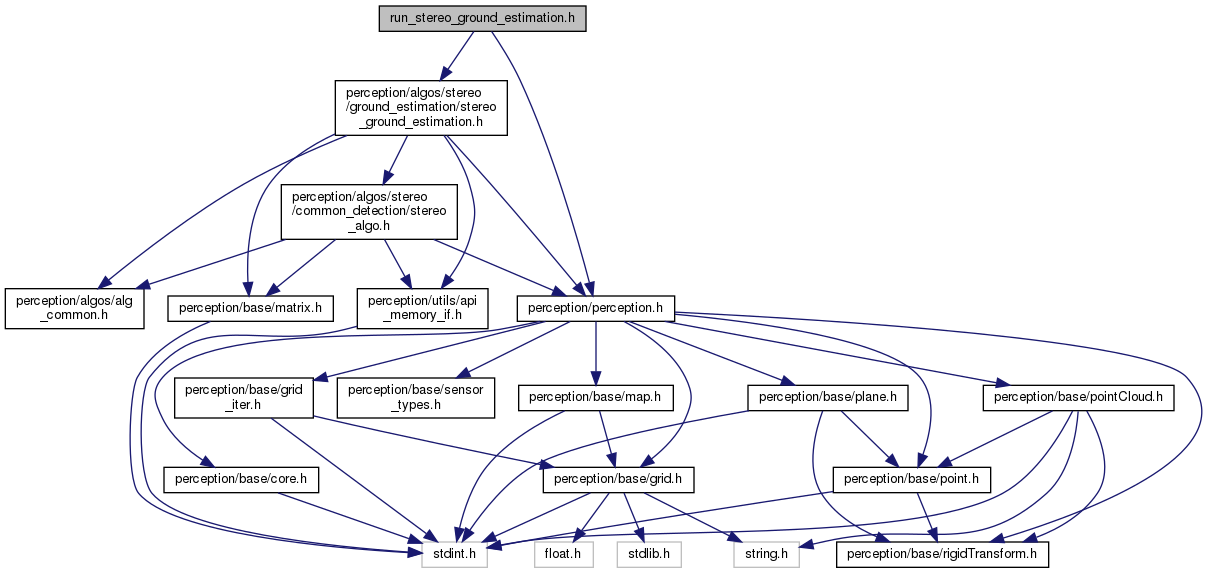 run_stereo_ground_estimation.h
perception/algos/stereo
/ground_estimation/stereo
_ground_estimation.h
perception/algos/stereo
/common_detection/stereo
_algo.h
perception/algos/alg
_common.h
perception/base/matrix.h
perception/utils/api
_memory_if.h
perception/perception.h
perception/base/grid
_iter.h
perception/base/sensor
_types.h
perception/base/map.h
perception/base/plane.h
perception/base/pointCloud.h
perception/base/core.h
perception/base/grid.h
perception/base/point.h
stdint.h
float.h
stdlib.h
string.h
perception/base/rigidTransform.h